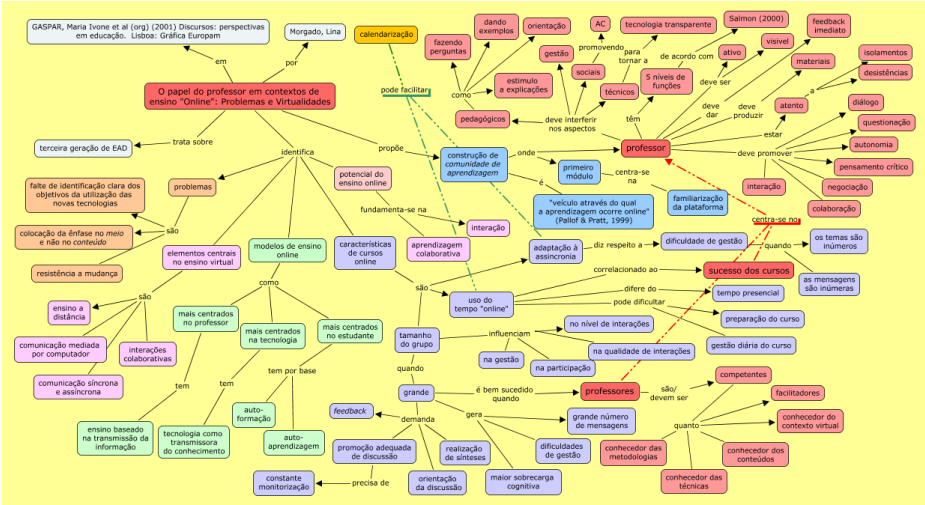 GASPAR, Maria Ivone et al (org) (2001) Discursos: perspectivas
em educação. Lisboa: Gráfica Europam
Morgado, Lina
calendarização
em
por
O papel do professor em contextos de
ensino "Online": Problemas e Virtualidades
pode facilitar
terceira geração de EAD
trata sobre
identifica
propõe
fazendo
perguntas
dando
exemplos
orientação
AC
tecnologia transparente
Salmon (2000)
feedback
imediato
gestão
promovendo
para
tornar a
de acordo com
ativo
visivel
isolamentos
como
estimulo
a explicações
sociais
técnicos
5 níveis de
funções
deve ser
materiais
desistências
pedagógicos
deve interferir
nos aspectos
têm
deve
dar
deve
produzir
atento
a
estar
diálogo
questionação
autonomia
pensamento crítico
negociação
colaboração
interação
deve promover
professor
construção de
comunidade de
aprendizagem
onde
primeiro
módulo
centra-se
na
familiarização
da plataforma
é
"veículo através do qual
a aprendizagem ocorre online"
(Pallof & Pratt, 1999)
centra-se no
problemas
potencial do
ensino online
falte de identificação clara dos
objetivos da utilização das
novas tecnologias
são
colocação da ênfase no meio
e não no conteúdo
resistência a mudança
fundamenta-se na
interação
aprendizagem
colaborativa
elementos centrais
no ensino virtual
modelos de ensino
online
características
de cursos
online
adaptação à
assincronia
diz respeito a
dificuldade de gestão
quando
os temas são
inúmeros
as mensagens
são inúmeras
são
ensino a
distância
comunicação mediada
por computador
interações
colaborativas
comunicação síncrona
e assíncrona
como
mais centrados
no professor
mais centrados
na tecnologia
mais centrados
no estudante
tem
tem
tem por base
ensino baseado
na transmissão da
informação
tecnologia como
transmissora
do conhecimento
auto-
formação
auto-
aprendizagem
são
uso do
tempo "online"
correlacionado ao
sucesso dos cursos
difere do
tempo presencial
pode dificultar
preparação do curso
gestão diária do curso
tamanho
do grupo
influenciam
no nível de interações
na qualidade de interações
na gestão
na participação
quando
grande
é bem sucedido
quando
professores
são/
devem ser
competentes
facilitadores
quanto
conhecedor do
contexto virtual
conhecedor das
metodologias
conhecedor dos
conteúdos
conhecedor das
técnicas
feedback
demanda
gera
grande número
de mensagens
promoção adequada
de discussão
realização
de sínteses
dificuldades
de gestão
constante
monitorização
precisa de
orientação
da discussão
maior sobrecarga
cognitiva